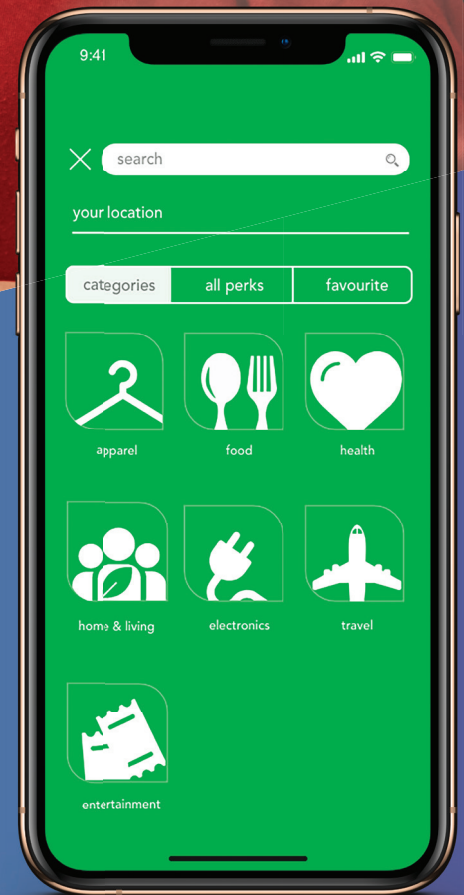 9:41
search
your location
categories all perks favourite
apparel food health
home & living electronics travel
entertainment